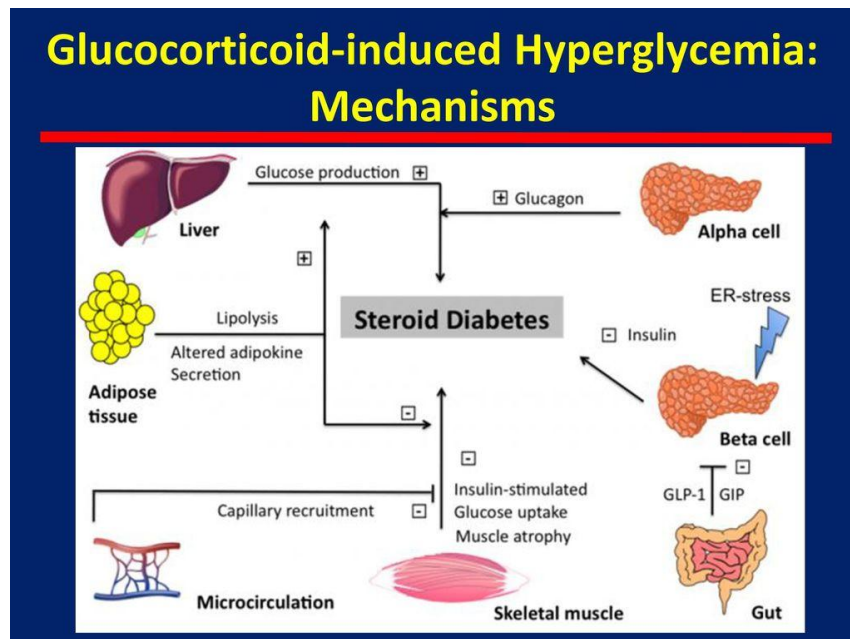 Glucocorticoid-induced Hyperglycemia:
Mechanisms
Glucose production +
Liver
+ Glucagon
Alpha cell
+
Lipolysis
Altered adipokine
Secretion
Adipose
tissue
Steroid Diabetes
ER-stress
- Insulin
Beta cell
-
-
Insulin-stimulated
Glucose uptake
Muscle atrophy
Capillary recruitment -
-
GLP-1 GIP
Microcirculation
Skeletal muscle
Gut